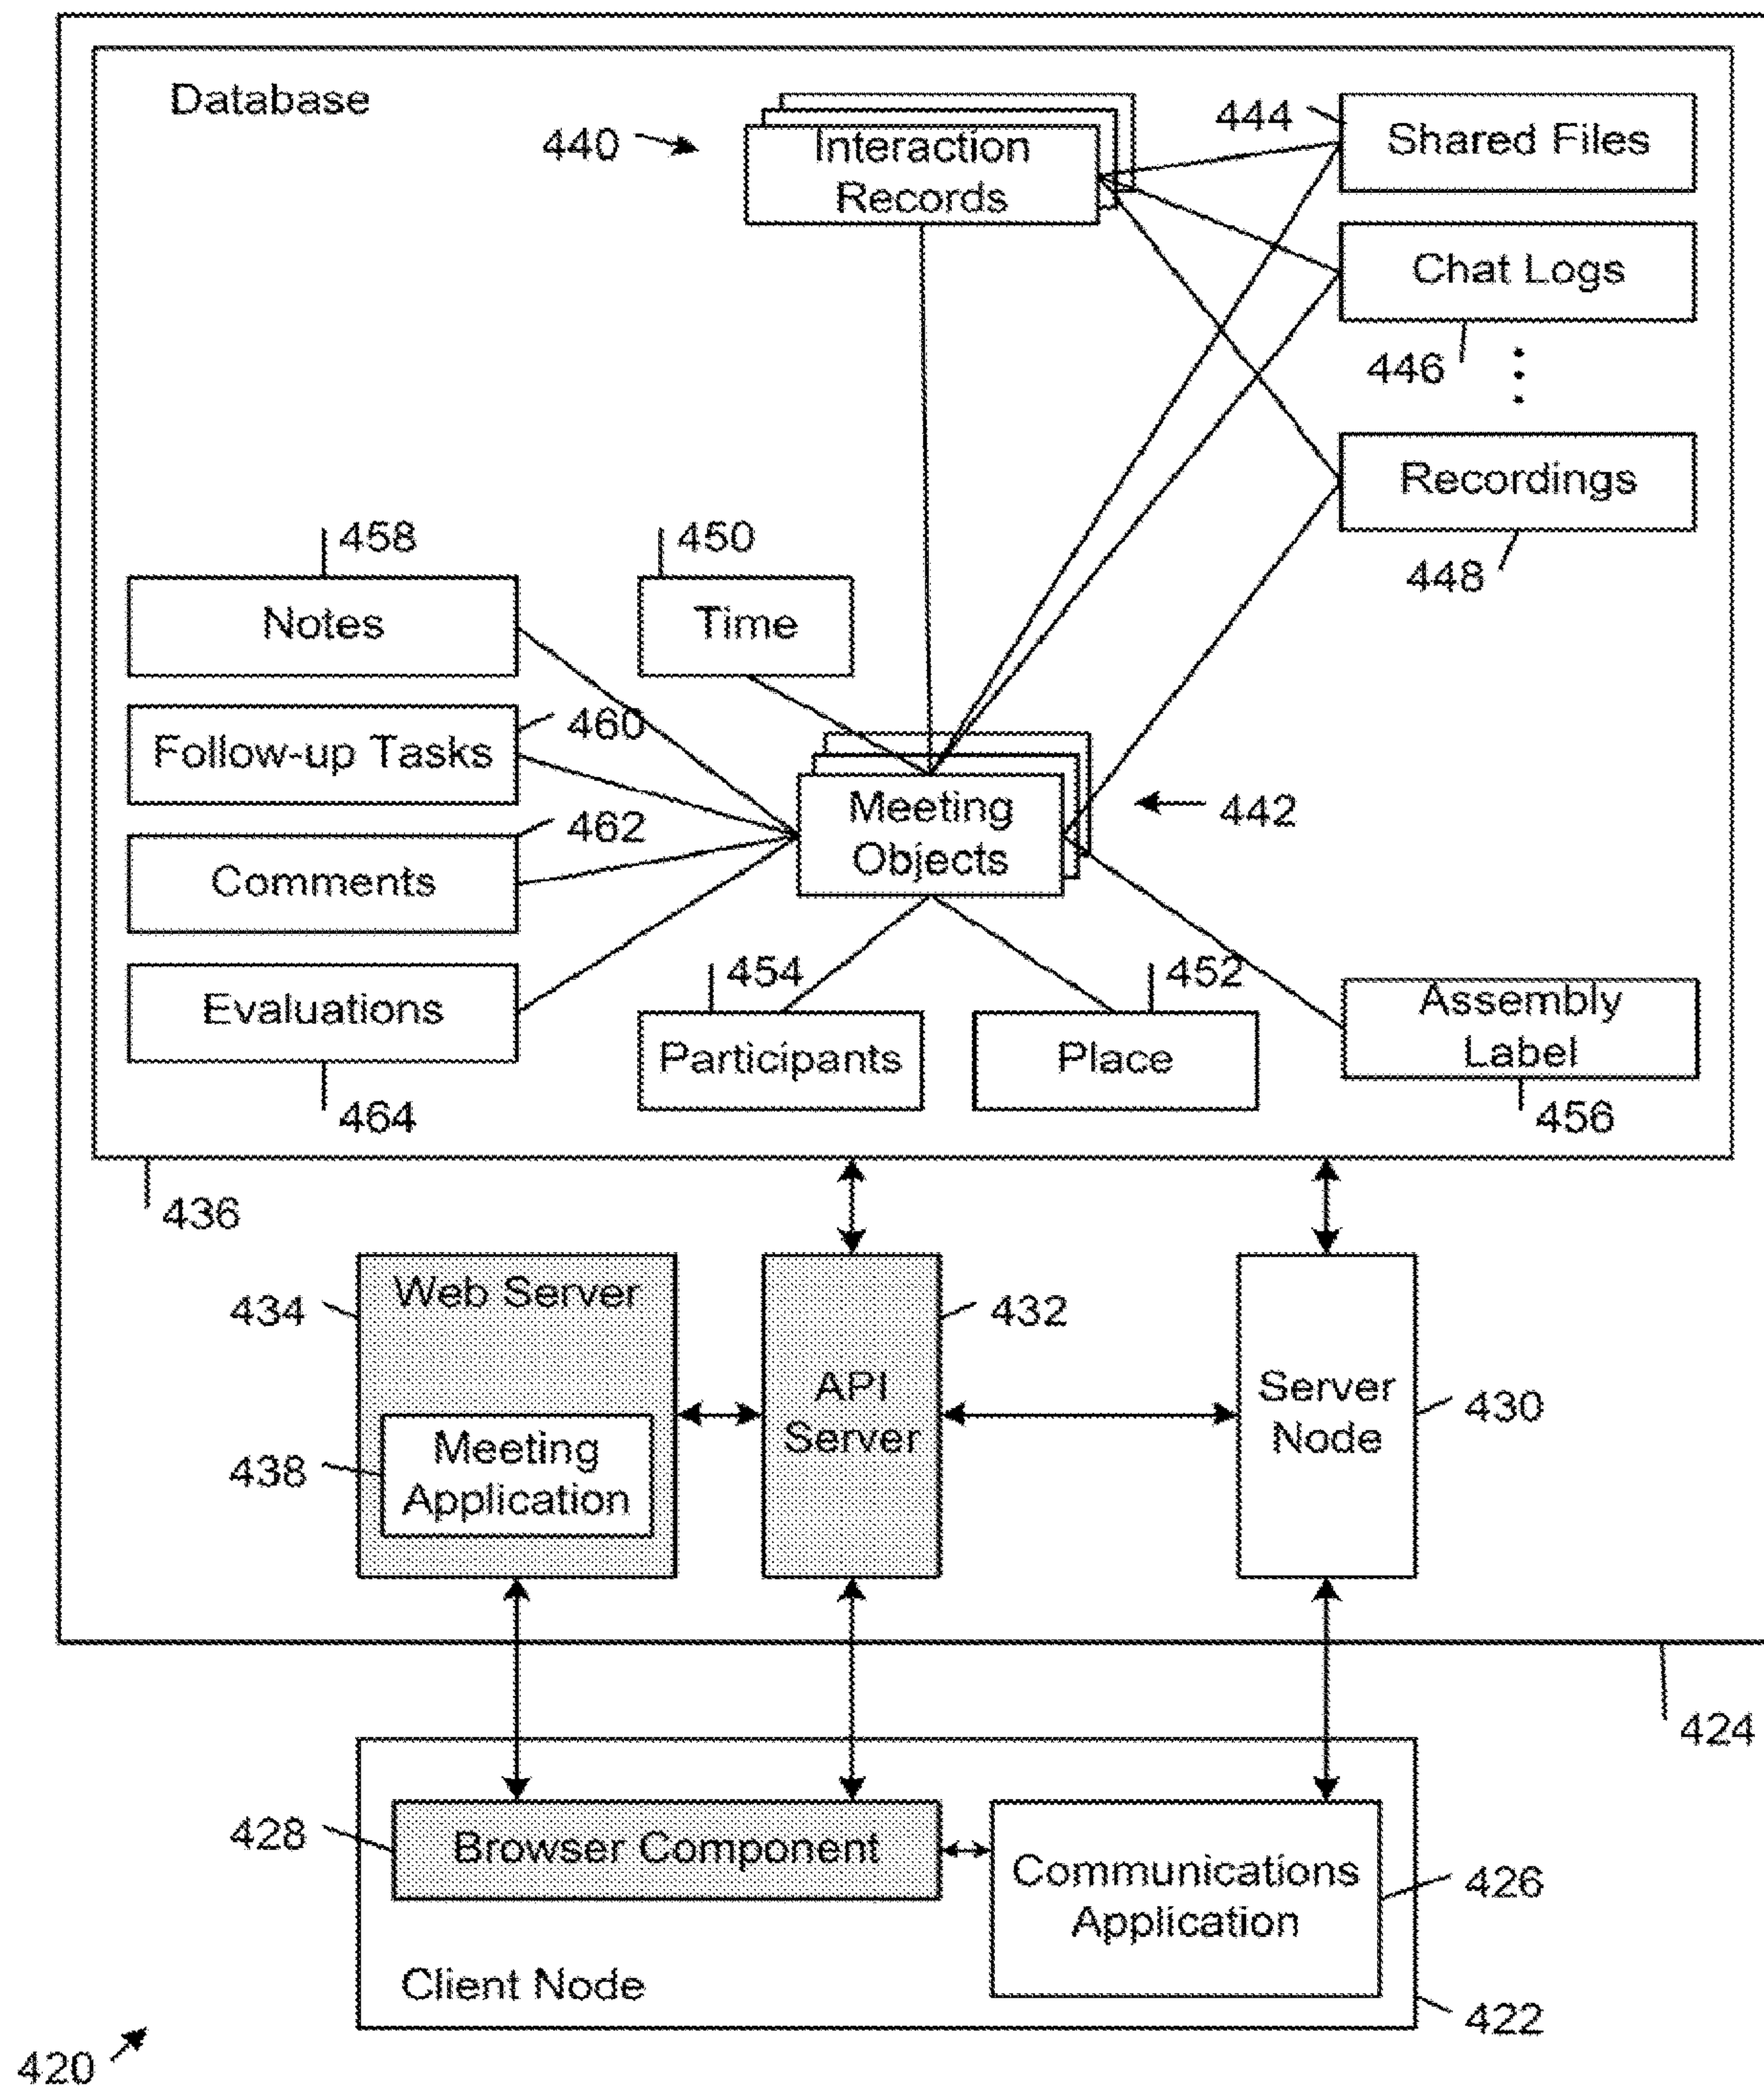 Database
440
Interaction
Records
444
Shared Files
Chat Logs
446
Recordings
448
458
450
Notes
Time
460
Follow-up Tasks
Meeting
Objects
442
462
Comments
454
452
Evaluations
Participants
Place
Assembly
Label
464
456
436
434
Web Server
432
API
Server
Server
Node
430
438
Meeting
Application
424
428
Browser Component
Communications
Application
426
Client Node
422
420